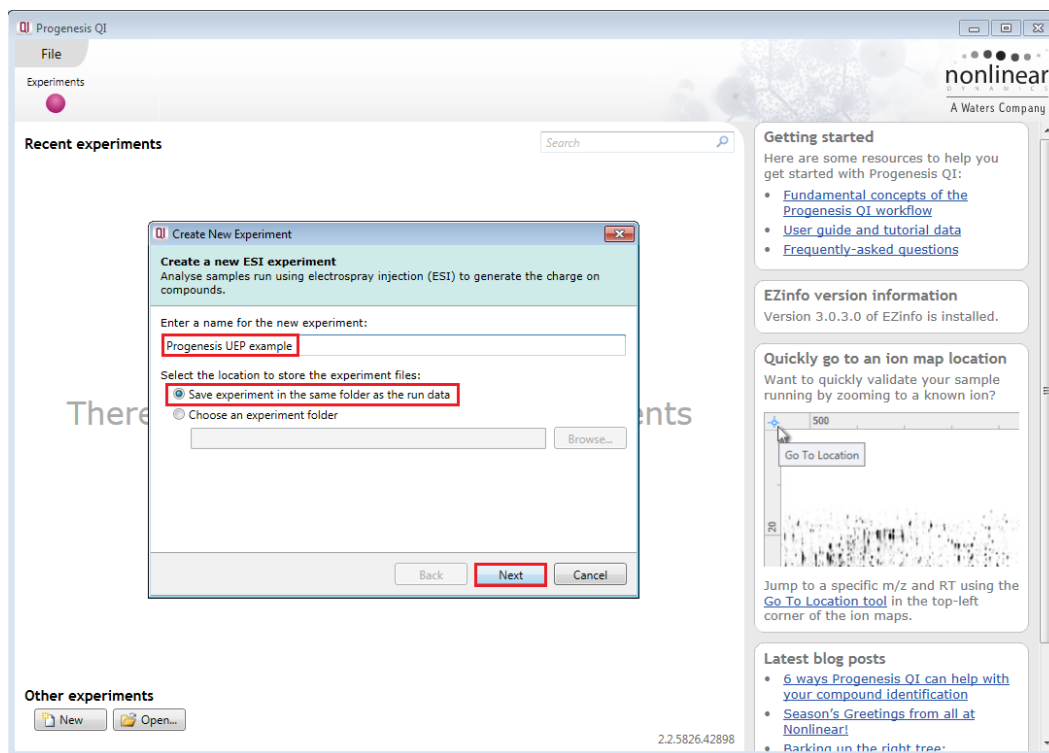 QI Progenesis QI
File
Experiments
nonlinear
DYNAMICS
A Waters Company
Recent experiments
Search
There
nts
QI Create New Experiment
Create a new ESI experiment
Analyse samples run using electrospray injection (ESI) to generate the charge on
compounds.
Enter a name for the new experiment:
Progenesis UEP example
Select the location to store the experiment files:
Save experiment in the same folder as the run data
Choose an experiment folder
Browse...
Back
Next
Cancel
Other experiments
New
Open...
2.2.5826.42898
Getting started
Here are some resources to help you
get started with Progenesis QI:
• Fundamental concepts of the
Progenesis QI workflow
• User guide and tutorial data
• Frequently-asked questions
EZinfo version information
Version 3.0.3.0 of EZinfo is installed.
Quickly go to an ion map location
Want to quickly validate your sample
running by zooming to a known ion?
500
Go To Location
20
Jump to a specific m/z and RT using the
Go To Location tool in the top-left
corner of the ion maps.
Latest blog posts
• 6 ways Progenesis QI can help with
your compound identification
• Season's Greetings from all at
Nonlinear!
• Barking up the right tree: